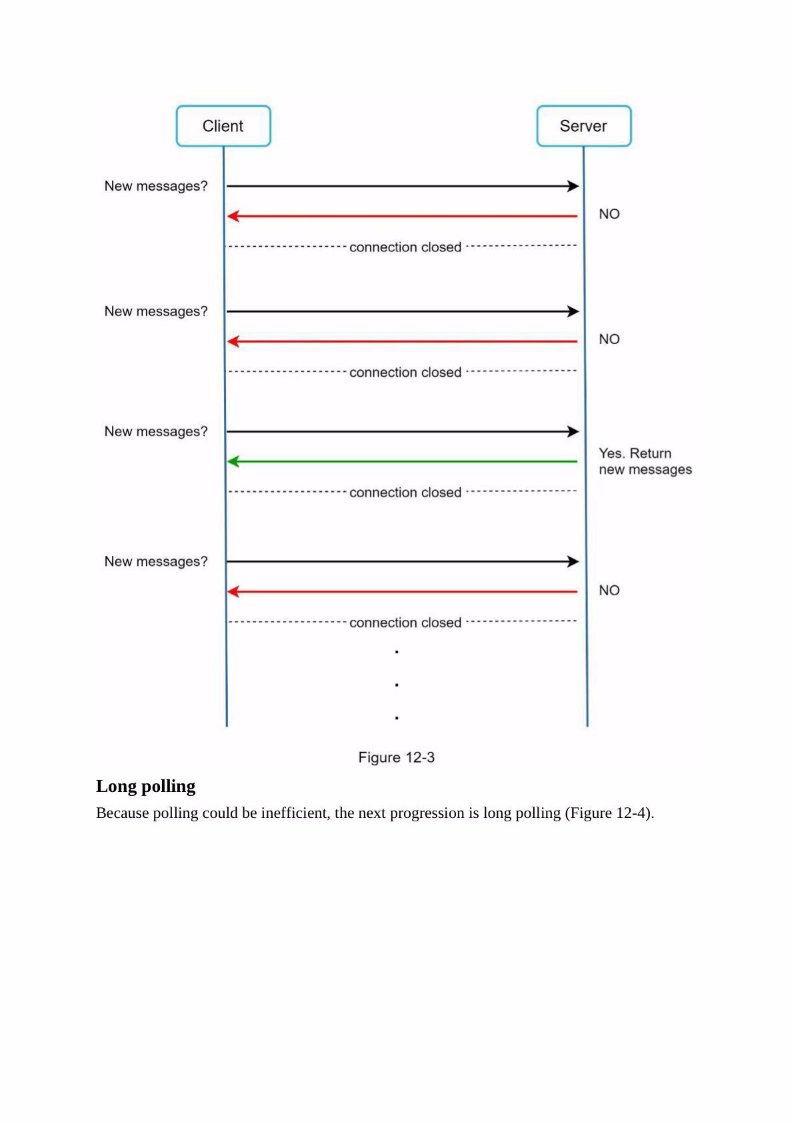 Client
Server
New messages?
NO
connection closed
New messages?
NO
connection closed
New messages?
Yes. Return
new messages
connection closed
New messages?
NO
connection closed
Figure 12-3
Long polling
Because polling could be inefficient, the next progression is long polling (Figure 12-4).